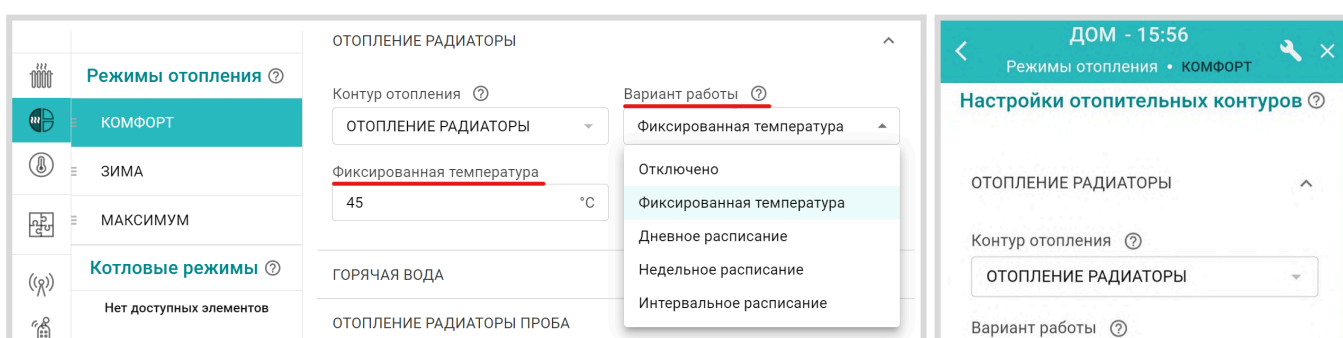 Режимы отопления
КОМФОРТ
ЗИМА
МАКСИМУМ
Котловые режимы
Нет доступных элементов
ОТОПЛЕНИЕ РАДИАТОРЫ
Контур отопления
ОТОПЛЕНИЕ РАДИАТОРЫ
Вариант работы
Фиксированная температура
Фиксированная температура
45 °C
Отключено
Фиксированная температура
Дневное расписание
Недельное расписание
Интервальное расписание
ГОРЯЧАЯ ВОДА
ОТОПЛЕНИЕ РАДИАТОРЫ ПРОБА
ДОМ - 15:56
Режимы отопления • КОМФОРТ
Настройки отопительных контуров
ОТОПЛЕНИЕ РАДИАТОРЫ
Контур отопления
ОТОПЛЕНИЕ РАДИАТОРЫ
Вариант работы